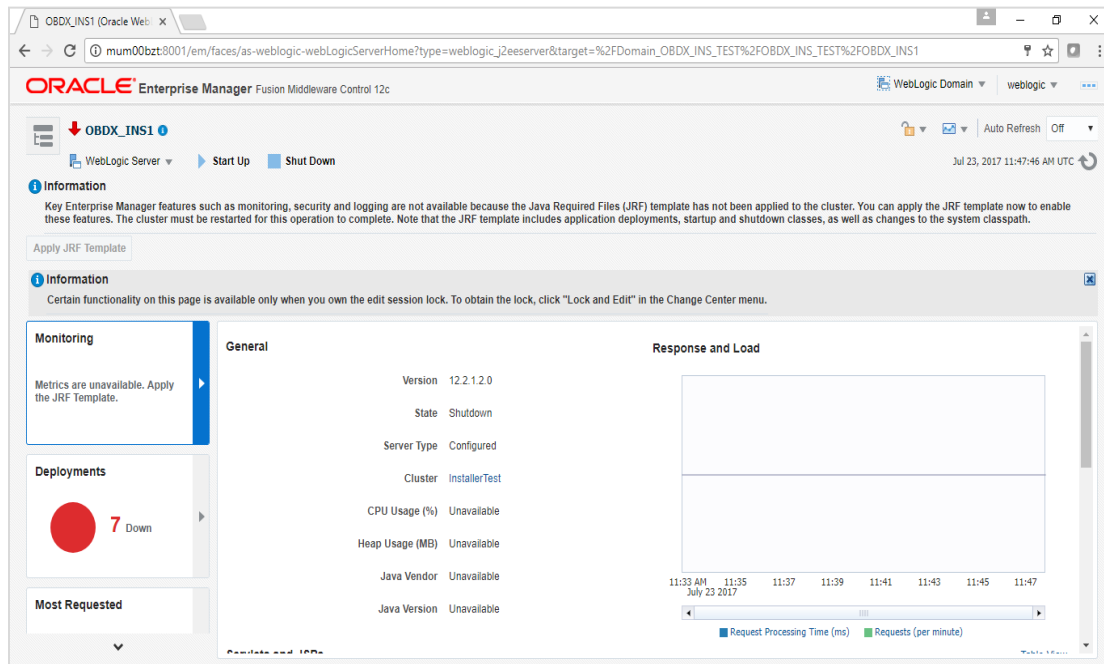 OBDX_INS1 (Oracle Web
mum00bzt:8001/em/faces/as-weblogic-webLogicServerHome?type=weblogic_j2eeserver&target=%2FDomain_OBDX_INS_TEST%2FOBDX_INS_TEST%2FOBDX_INS1
ORACLE Enterprise Manager Fusion Middleware Control 12c
WebLogic Domain weblogic
OBDX_INS1
Auto Refresh Off
WebLogic Server Start Up Shut Down
Jul 23, 2017 11:47:46 AM UTC
Information
Key Enterprise Manager features such as monitoring, security and logging are not available because the Java Required Files (JRF) template has not been applied to the cluster. You can apply the JRF template now to enable
these features. The cluster must be restarted for this operation to complete. Note that the JRF template includes application deployments, startup and shutdown classes, as well as changes to the system classpath.
Apply JRF Template
Information
Certain functionality on this page is available only when you own the edit session lock. To obtain the lock, click "Lock and Edit" in the Change Center menu.
Monitoring
Metrics are unavailable. Apply
the JRF Template.
Deployments
7 Down
Most Requested
General
Version 12.2.1.2.0
State Shutdown
Server Type Configured
Cluster InstallerTest
CPU Usage (%) Unavailable
Heap Usage (MB) Unavailable
Java Vendor Unavailable
Java Version Unavailable
Servlets and JSPs
Response and Load
11:33 AM 11:35 11:37 11:39 11:41 11:43 11:45 11:47
July 23 2017
Request Processing Time (ms) Requests (per minute)
Table View